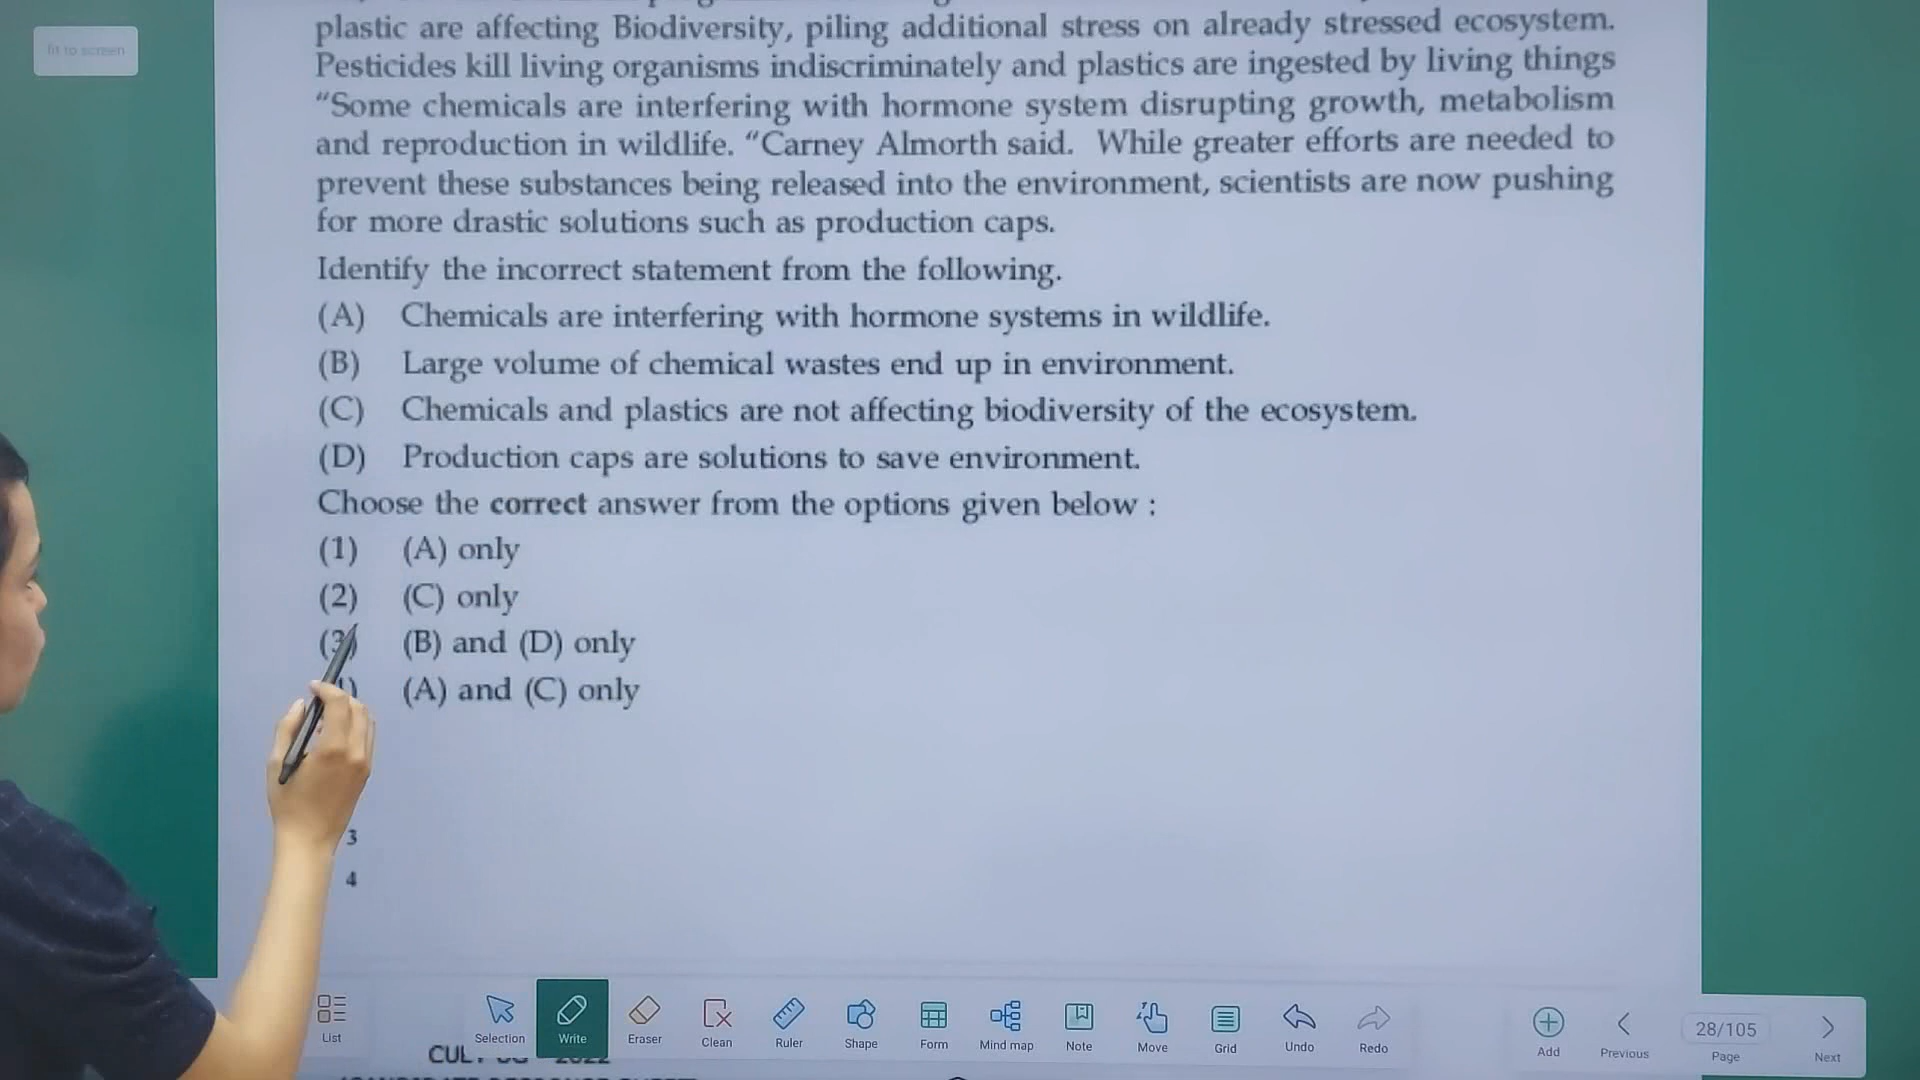 fit to screen
plastic are affecting Biodiversity, piling additional stress on already stressed ecosystem.
Pesticides kill living organisms indiscriminately and plastics are ingested by living things
"Some chemicals are interfering with hormone system disrupting growth, metabolism
and reproduction in wildlife. "Carney Almorth said. While greater efforts are needed to
prevent these substances being released into the environment, scientists are now pushing
for more drastic solutions such as production caps.
Identify the incorrect statement from the following.
(A) Chemicals are interfering with hormone systems in wildlife.
(B) Large volume of chemical wastes end up in environment.
(C) Chemicals and plastics are not affecting biodiversity of the ecosystem.
(D) Production caps are solutions to save environment.
Choose the correct answer from the options given below :
(1) (A) only
(2) (C) only
(3) (B) and (D) only
(A) and (C) only
3
4
List Selection Write Eraser Clean Ruler Shape Form Mind map Note Move Grid Undo Redo Add Previous 28/105 Page Next